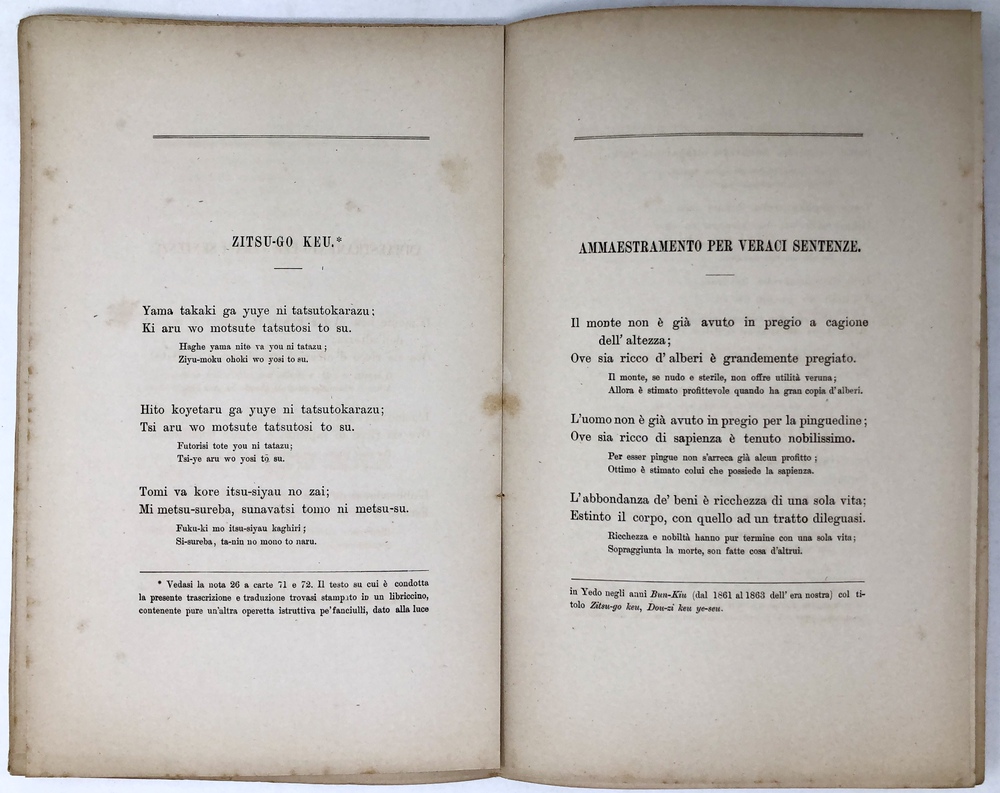 ZITSU-GO KEU.*
Yama takaki ga yuye ni tatsutokarazu;
Ki aru wo motsute tatsutosi to su.
Haghe yama nite va you ni tatazu;
Ziyu-moku ohoki wo yosi to su.
Hito koyetaru ga yuye ni tatsutokarazu;
Tsi aru wo motsute tatsutosi to su.
Futorisi tote you ni tatazu;
Tsi-ye aru wo yosi to su.
Tomi va kore itsu-siyau no zai;
Mi metsu-sureba, sunavatsi tomo ni metsu-su.
Fuku-ki mo itsu-siyau kaghiri;
Si-sureba, ta-nin no mono to naru.
* Vedasi la nota 26 a carte 71 e 72. Il testo su cui è condotta
la presente trascrizione e traduzione trovasi stampato in un libriccino,
contenente pure un'altra operetta istruttiva pe' fanciulli, dato alla luce
AMMAESTRAMENTO PER VERACI SENTENZE.
Il monte non è già avuto in pregio a cagione
dell' altezza;
Ove sia ricco d' alberi è grandemente pregiato.
Il monte, se nudo e sterile, non offre utilità veruna;
Allora è stimato profittevole quando ha gran copia d'alberi.
L'uomo non è già avuto in pregio per la pinguedine;
Ove sia ricco di sapienza è tenuto nobilissimo.
Per esser pingue non s'arreca già alcun profitto;
Ottimo è stimato colui che possiede la sapienza.
L'abbondanza de' beni è ricchezza di una sola vita;
Estinto il corpo, con quello ad un tratto dileguasi.
Ricchezza e nobiltà hanno pur termine con una sola vita;
Sopraggiunta la morte, son fatte cosa d'altrui.
in Yedo negli anni Bun-Kiu (dal 1861 al 1863 dell' era nostra) col ti-
tolo Zitsu-go keu, Dou-zi keu ye-seu.